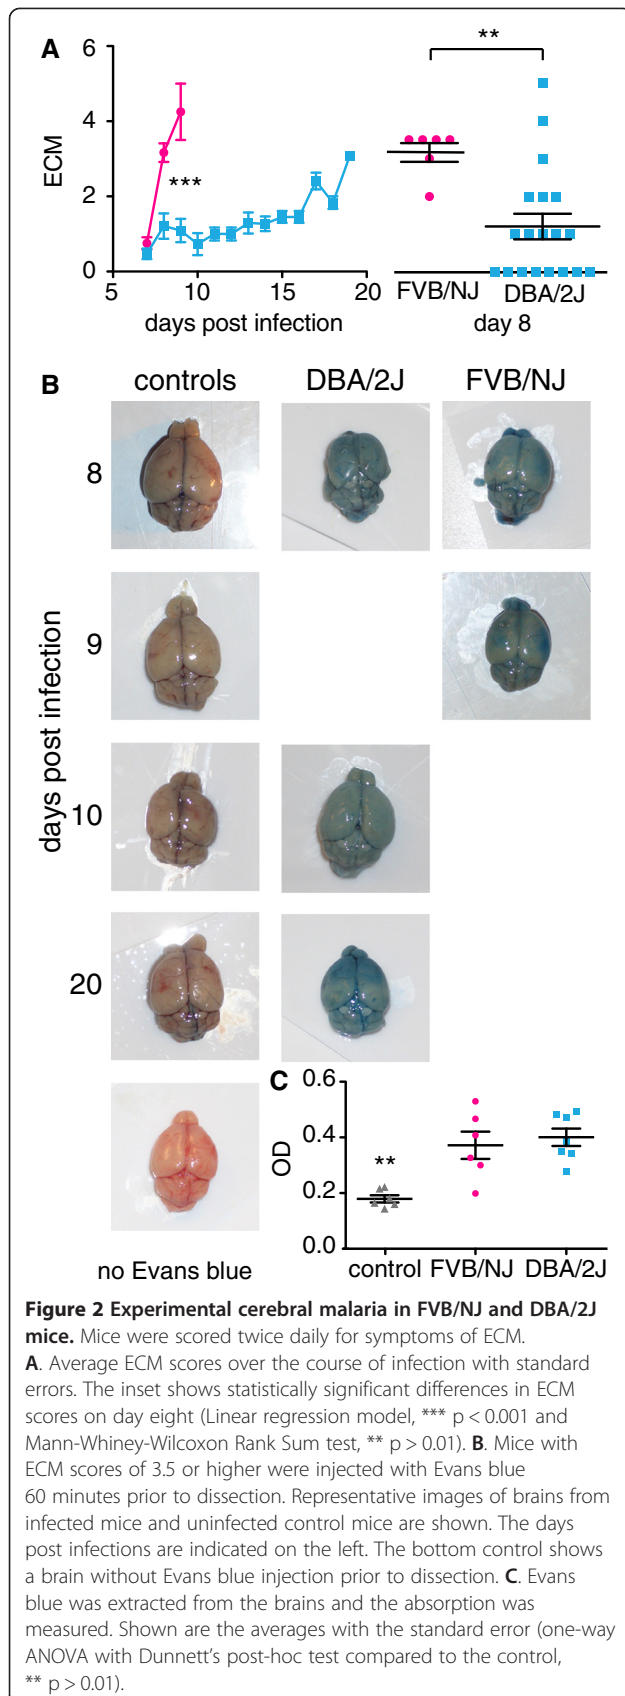 A
6
4
2
0
ECM
***
**
5
10
15
20
days post infection
FVB/NJ
DBA/2J
day 8
B
controls
DBA/2J
FVB/NJ
days post infection
8
9
10
20
no Evans blue
C
0.6
0.4
0.2
0.0
OD
**
control
FVB/NJ
DBA/2J
Figure 2 Experimental cerebral malaria in FVB/NJ and DBA/2J
mice. Mice were scored twice daily for symptoms of ECM.
A. Average ECM scores over the course of infection with standard
errors. The inset shows statistically significant differences in ECM
scores on day eight (Linear regression model, *** p < 0.001 and
Mann-Whiney-Wilcoxon Rank Sum test, ** p > 0.01). B. Mice with
ECM scores of 3.5 or higher were injected with Evans blue
60 minutes prior to dissection. Representative images of brains from
infected mice and uninfected control mice are shown. The days
post infections are indicated on the left. The bottom control shows
a brain without Evans blue injection prior to dissection. C. Evans
blue was extracted from the brains and the absorption was
measured. Shown are the averages with the standard error (one-way
ANOVA with Dunnett's post-hoc test compared to the control,
** p > 0.01).